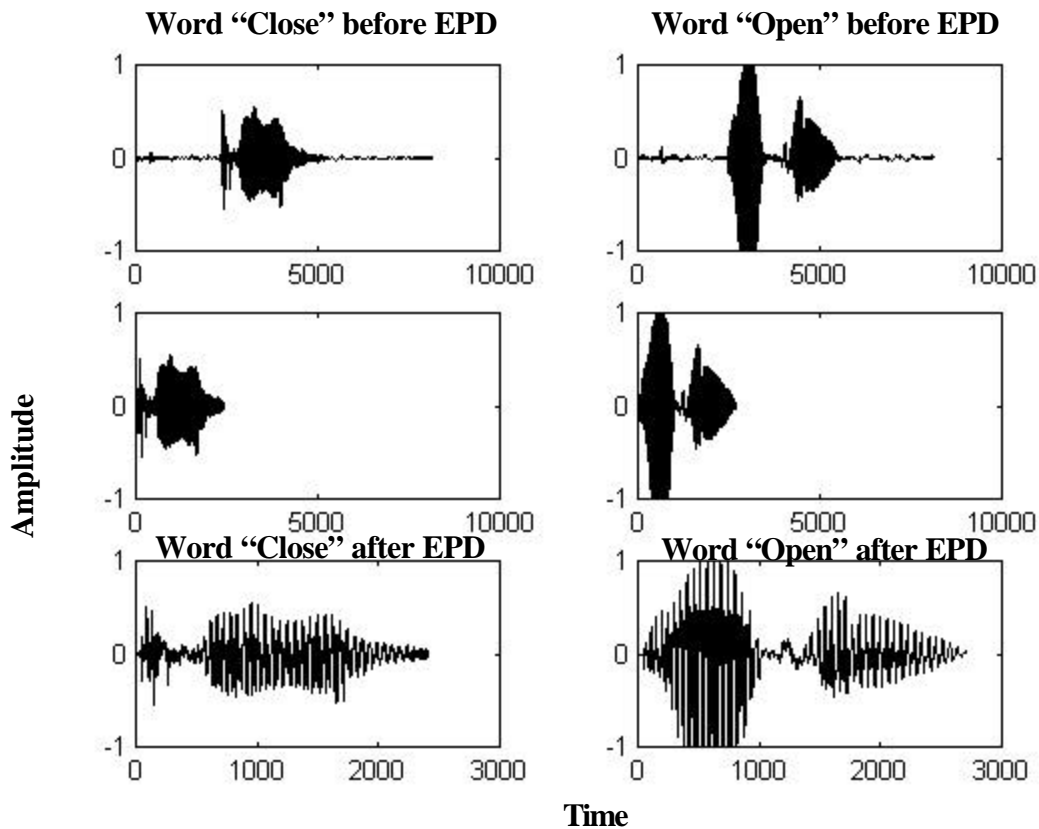 Word “Close” before EPD
Word “Open” before EPD
1
0
-1
0 5000 10000
1
0
-1
0 5000 10000
Amplitude
1
0
-1
0 5000 10000
1
0
-1
0 5000 10000
Word “Close” after EPD
Word “Open” after EPD
1
0
-1
0 1000 2000 3000
1
0
-1
0 1000 2000 3000
Time